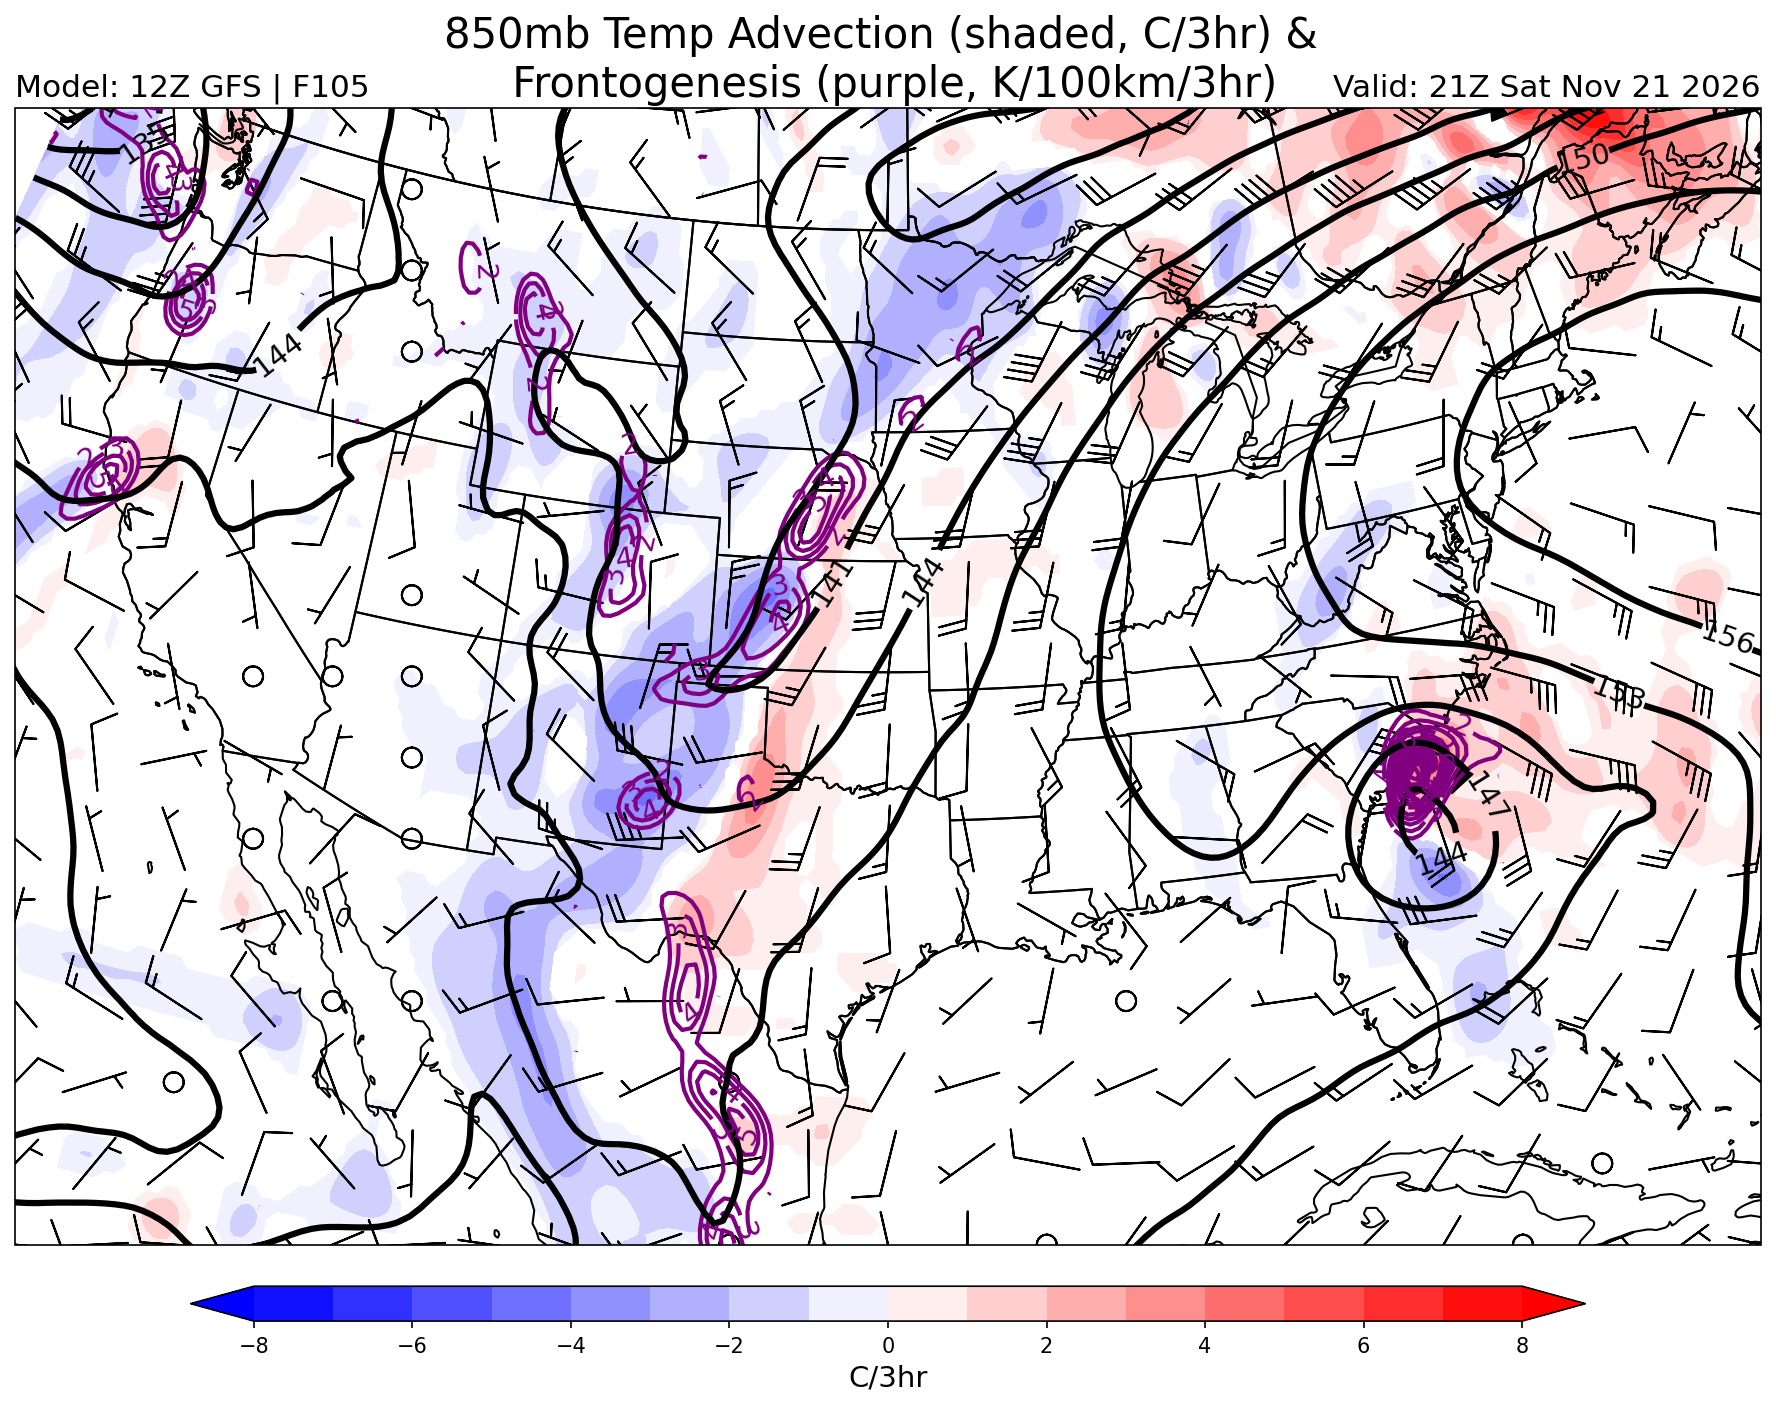 850mb Temp Advection (shaded, C/3hr) &
Model: 12Z GFS | F105 Frontogenesis (purple, K/100km/3hr) Valid: 21Z Sat Nov 21 2026
150
144
141
144
156
153
147
144
−8 −6 −4 −2 0 2 4 6 8
C/3hr